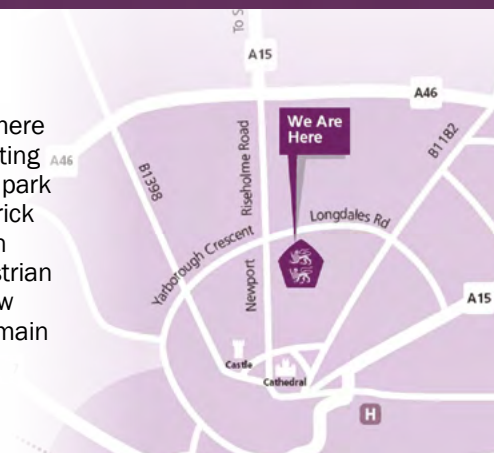 here
ting
park
rick
n
strian
w
main
To S
A15
A46
A46
We Are
Here
B1182
B1398
Riseholme Road
Longdales Rd
Yarborough Crescent
Newport
A15
Castle
Cathedral
H